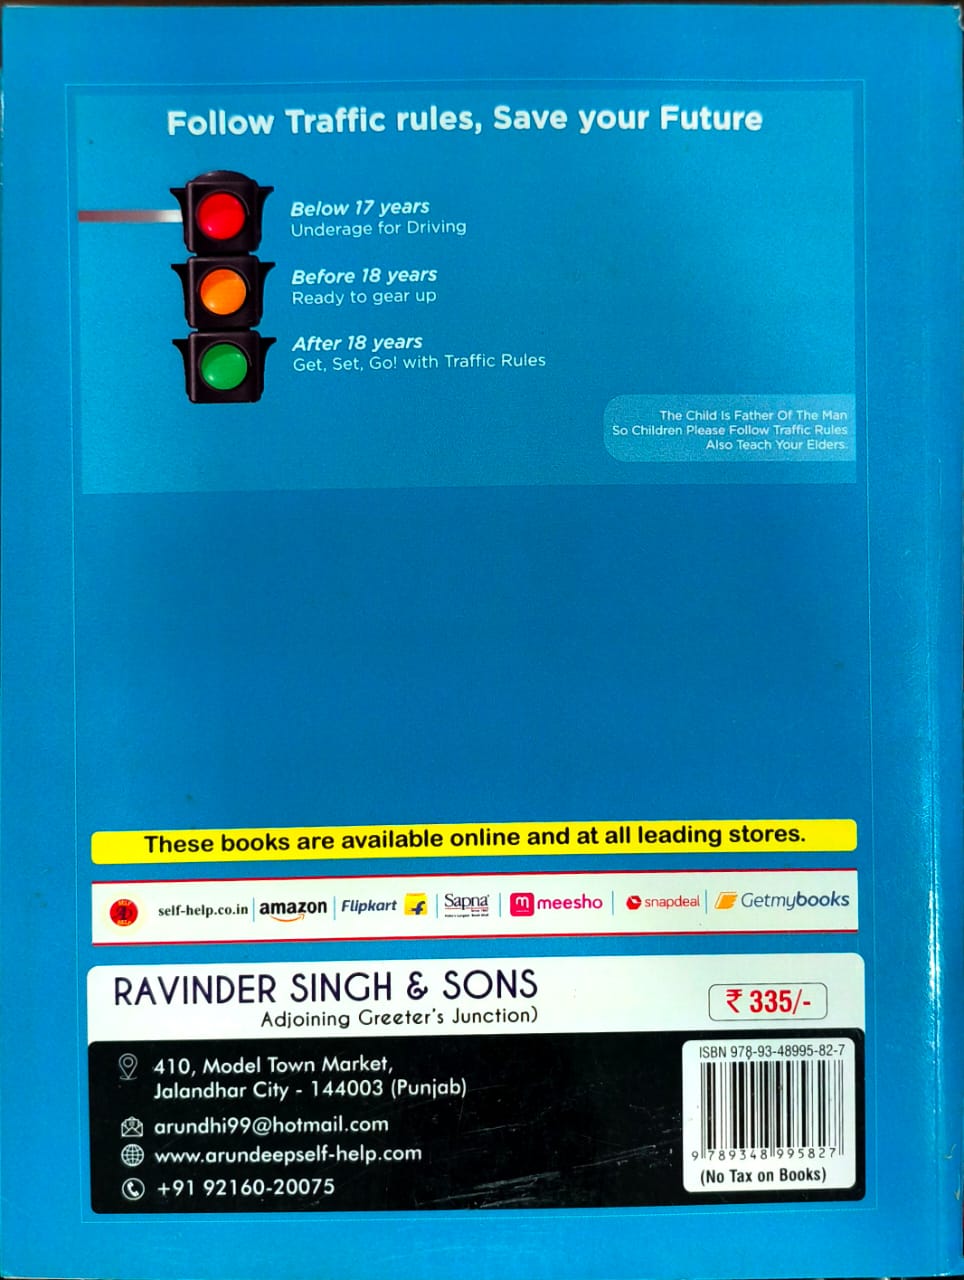 Follow Traffic rules, Save your Future
Below 17 years
Underage for Driving
Before 18 years
Ready to gear up
After 18 years
Get, Set, Go! with Traffic Rules
The Child Is Father Of The Man
So Children Please Follow Traffic Rules
Also Teach Your Elders.
These books are available online and at all leading stores.
SELF
SELF
self-help.co.in
amazon
Flipkart
Sapna
m meesho
snapdeal
Getmybooks
RAVINDER SINGH & SONS
Adjoining Greeter's Junction)
₹ 335/-
410, Model Town Market,
Jalandhar City - 144003 (Punjab)
arundhi99@hotmail.com
www.arundeepself-help.com
+91 92160-20075
ISBN 978-93-48995-82-7
9 789348 995827
(No Tax on Books)